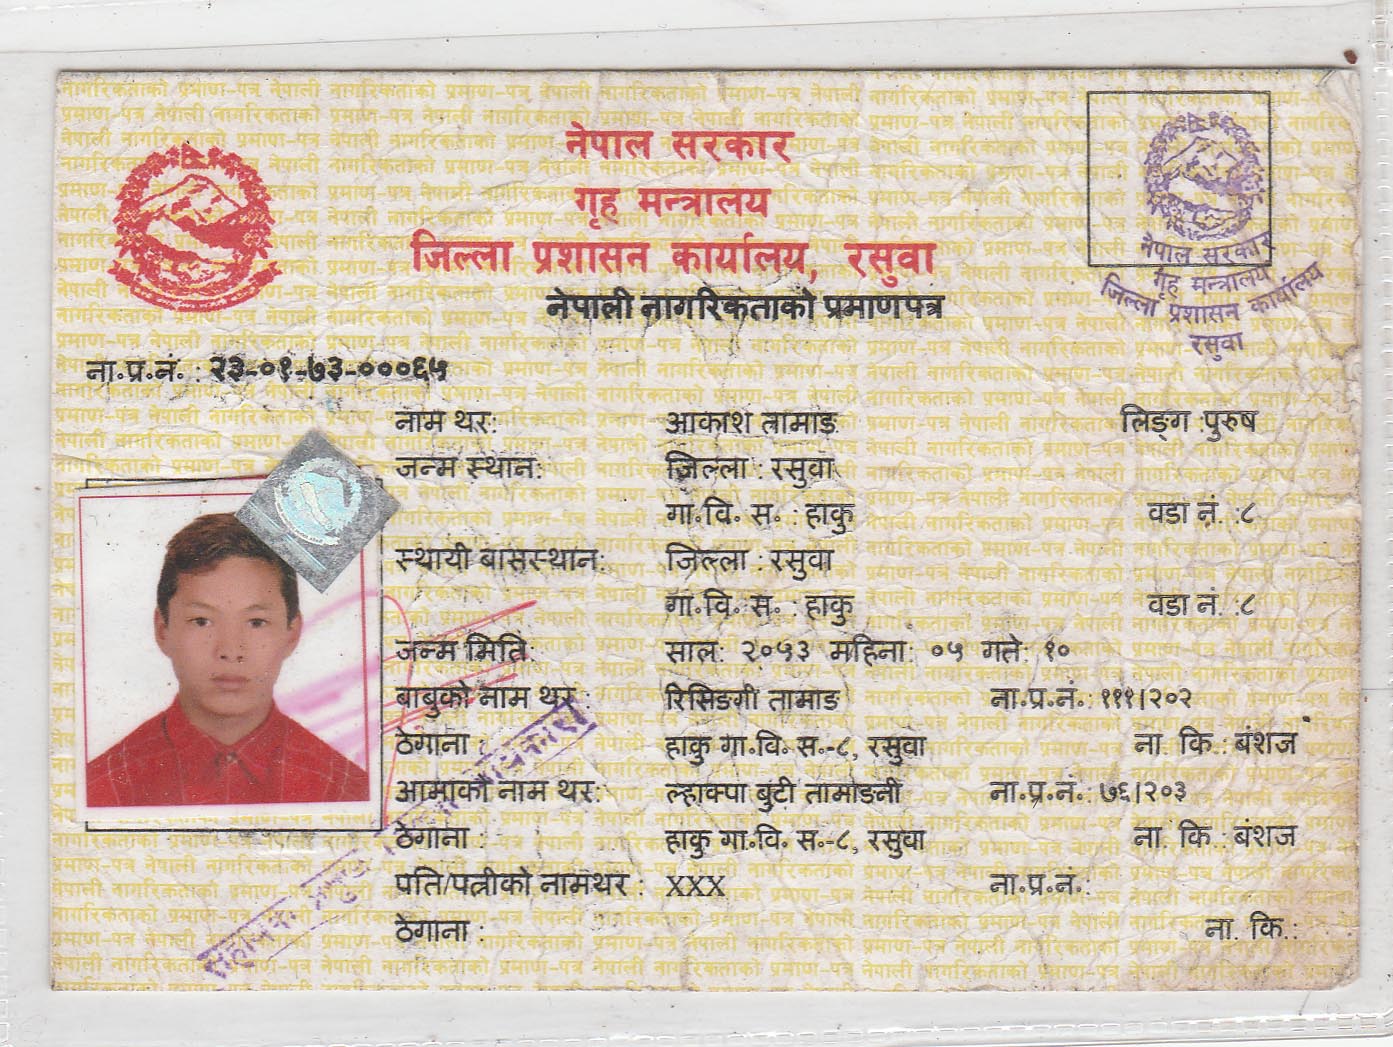 नेपाल सरकार
गृह मन्त्रालय
जिल्ला प्रशासन कार्यालय, रसुवा
नेपाली नागरिकताको प्रमाणपत्र
नेपाल सरकार
गृह मन्त्रालय
जिल्ला प्रशासन कार्यालय
रसुवा
ना.प्र.नं. : २३-०१-७३-०००६५
नाम थर: आकाश तामाङ लिङ्ग :पुरुष
जन्म स्थान: जिल्ला : रसुवा
गा.वि. स. : हाकु वडा नं. :८
स्थायी बासस्थान: जिल्ला : रसुवा
गा.वि. स. : हाकु वडा नं. :८
जन्म मिति: साल: २०५३ महिना: ०५ गते: १०
बाबुको नाम थर : रिसिङगी तामाङ ना.प्र.नं.: १११।२०२
ठेगाना : हाकु गा.वि. स.-८, रसुवा ना. कि.: बंशज
आमाको नाम थर: ल्हाक्पा बुटी तामाङनी ना.प्र.नं.: ७६।२०३
ठेगाना : हाकु गा.वि. स.-८, रसुवा ना. कि.: बंशज
पति/पत्नीको नामथर : XXX ना.प्र.नं.:
ठेगाना : ना. कि.:
सहायक प्रमुख जिल्ला अधिकारी